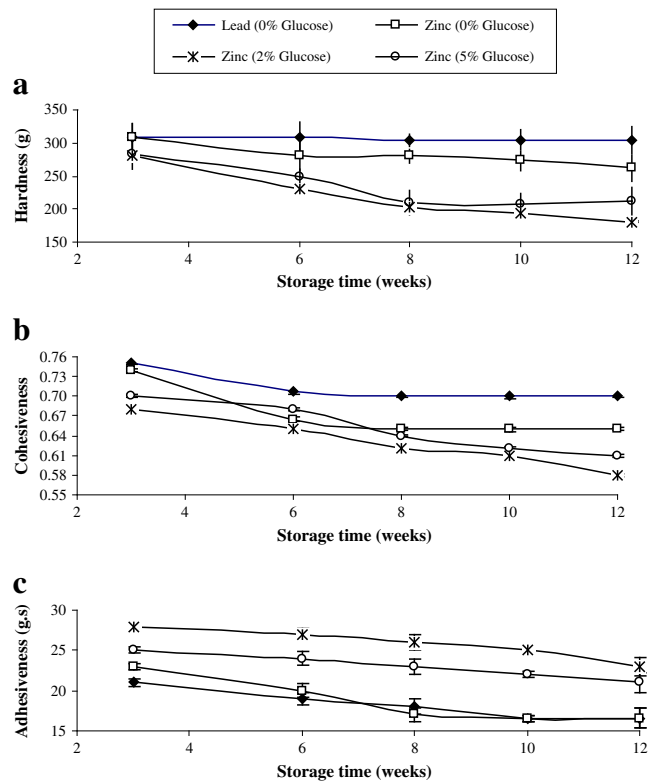 Lead (0% Glucose) Zinc (0% Glucose)
Zinc (2% Glucose) Zinc (5% Glucose)
a
350
300
250
200
150
Hardness (g)
2 4 6 8 10 12
Storage time (weeks)
b
0.76
0.73
0.70
0.67
0.64
0.61
0.58
0.55
Cohesiveness
2 4 6 8 10 12
Storage time (weeks)
c
30
25
20
15
Adhesiveness (g.s)
2 4 6 8 10 12
Storage time (weeks)